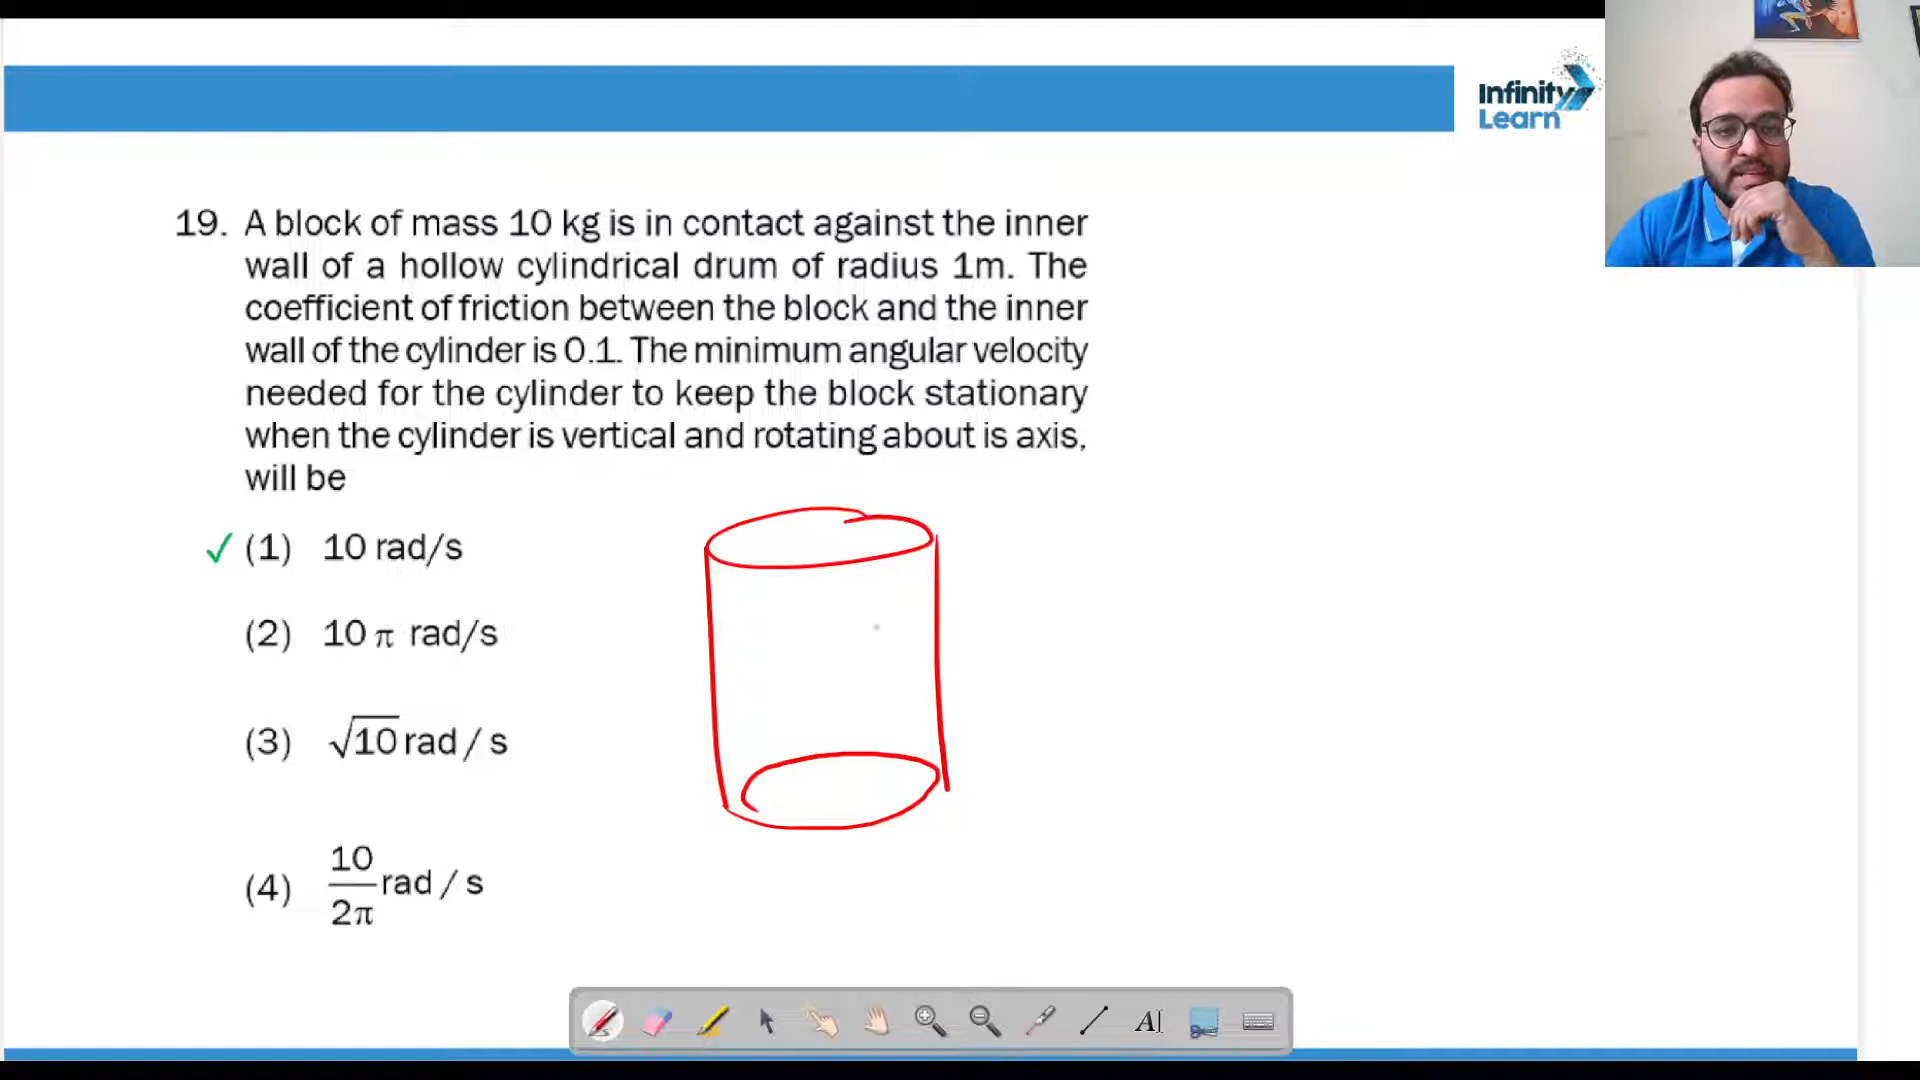 Infinity
Learn
19. A block of mass 10 kg is in contact against the inner
wall of a hollow cylindrical drum of radius 1m. The
coefficient of friction between the block and the inner
wall of the cylinder is 0.1. The minimum angular velocity
needed for the cylinder to keep the block stationary
when the cylinder is vertical and rotating about is axis,
will be
✓ (1) 10 rad/s
(2) 10 π rad/s
(3) √10 rad / s
(4) 10/2π rad / s
A